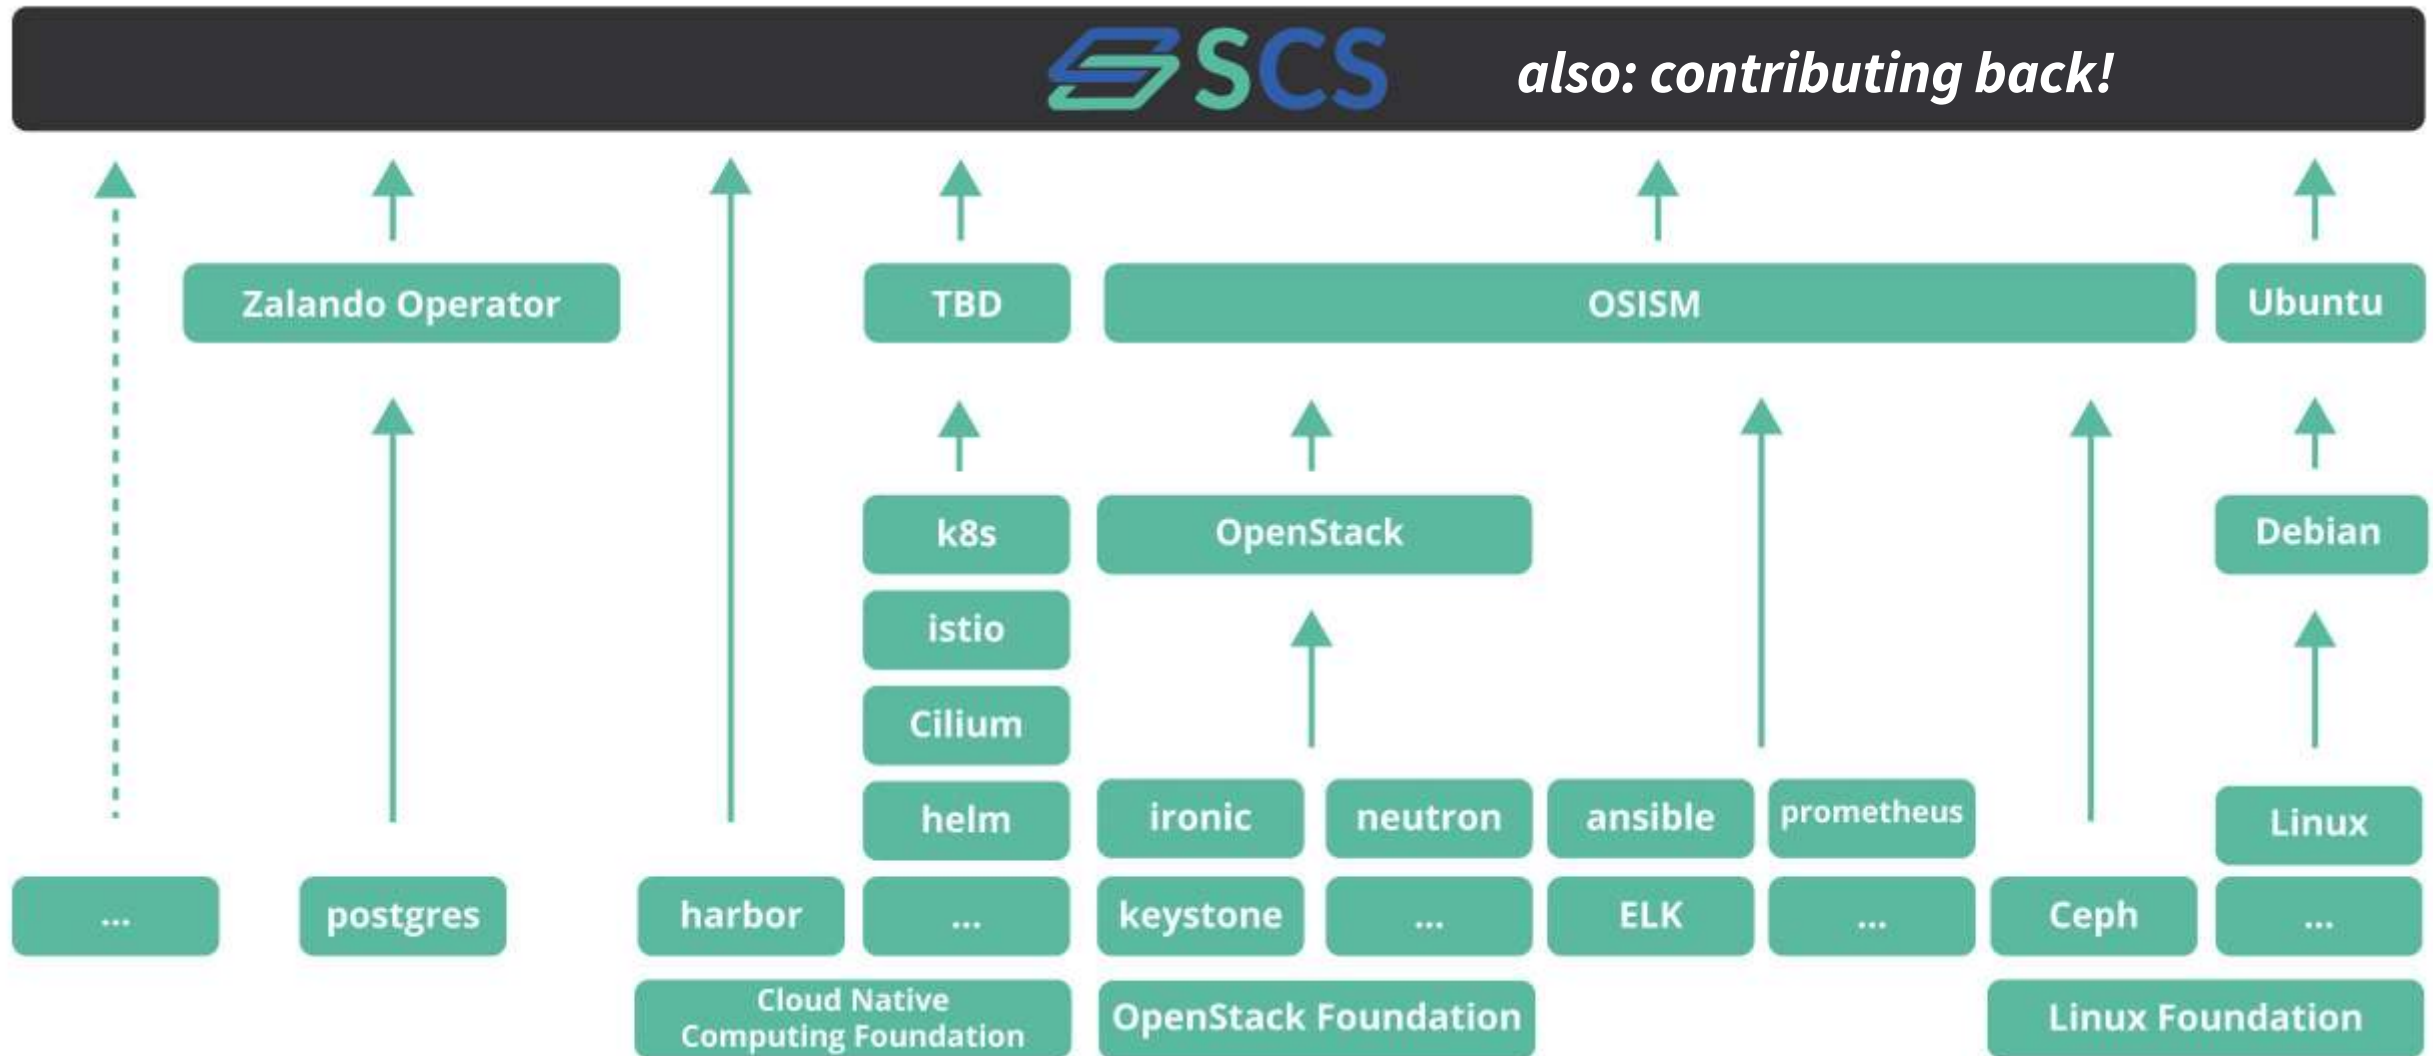 SCS
also: contributing back!
Zalando Operator
TBD
OSISM
Ubuntu
k8s
OpenStack
Debian
istio
Cilium
helm
ironic
neutron
ansible
prometheus
Linux
...
postgres
harbor
...
keystone
...
ELK
...
Ceph
...
Cloud Native
Computing Foundation
OpenStack Foundation
Linux Foundation